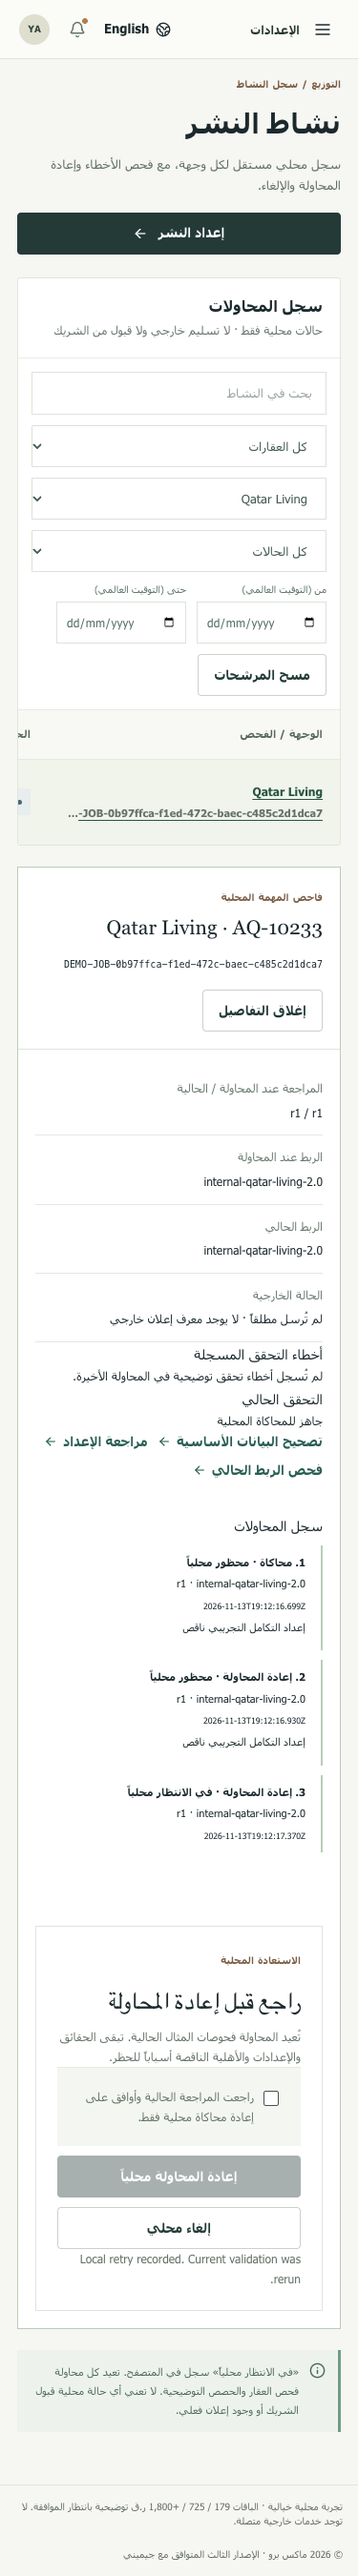 الإعدادات
English
YA
التوزيع / سجل النشاط
نشاط النشر
سجل محلي مستقل لكل وجهة، مع فحص الأخطاء وإعادة
المحاولة والإلغاء.
إعداد النشر ←
سجل المحاولات
حالات محلية فقط · لا تسليم خارجي ولا قبول من الشريك
بحث في النشاط
كل العقارات
Qatar Living
كل الحالات
من (التوقيت العالمي)
حتى (التوقيت العالمي)
dd/mm/yyyy
dd/mm/yyyy
مسح المرشحات
الوجهة / الفحص
Qatar Living
...-JOB-0b97ffca-f1ed-472c-baec-c485c2d1dca7
فاحص المهمة المحلية
Qatar Living · AQ-10233
DEMO-JOB-0b97ffca-f1ed-472c-baec-c485c2d1dca7
إغلاق التفاصيل
المراجعة عند المحاولة / الحالية
r1 / r1
الربط عند المحاولة
internal-qatar-living-2.0
الربط الحالي
internal-qatar-living-2.0
الحالة الخارجية
لم تُرسل مطلقاً · لا يوجد معرف إعلان خارجي
أخطاء التحقق المسجلة
لم تُسجل أخطاء تحقق توضيحية في المحاولة الأخيرة.
التحقق الحالي
جاهز للمحاكاة المحلية
تصحيح البيانات الأساسية ← مراجعة الإعداد ←
فحص الربط الحالي ←
سجل المحاولات
1. محاكاة · محظور محلياً
r1 · internal-qatar-living-2.0
2026-11-13T19:12:16.699Z
إعداد التكامل التجريبي ناقص
2. إعادة المحاولة · محظور محلياً
r1 · internal-qatar-living-2.0
2026-11-13T19:12:16.930Z
إعداد التكامل التجريبي ناقص
3. إعادة المحاولة · في الانتظار محلياً
r1 · internal-qatar-living-2.0
2026-11-13T19:12:17.370Z
الاستعادة المحلية
راجع قبل إعادة المحاولة
تُعيد المحاولة فحوصات المثال الحالية. تبقى الحقائق
والإعدادات والأهلية الناقصة أسباباً للحظر.
راجعت المراجعة الحالية وأوافق على
إعادة محاكاة محلية فقط.
إعادة المحاولة محلياً
إلغاء محلي
Local retry recorded. Current validation was
rerun.
«في الانتظار محلياً» سجل في المتصفح. تعيد كل محاولة
فحص العقار والحصص التوضيحية. لا تعني أي حالة محلية قبول
الشريك أو وجود إعلان فعلي.
تجربة محلية خيالية · الباقات 179 / 725 / +1,800 ر.ق توضيحية بانتظار الموافقة. لا
توجد خدمات خارجية متصلة.
© 2026 ماكس برو · الإصدار الثالث المتوافق مع جيميني